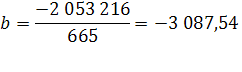 b = −2 053 216 / 665 = −3 087,54